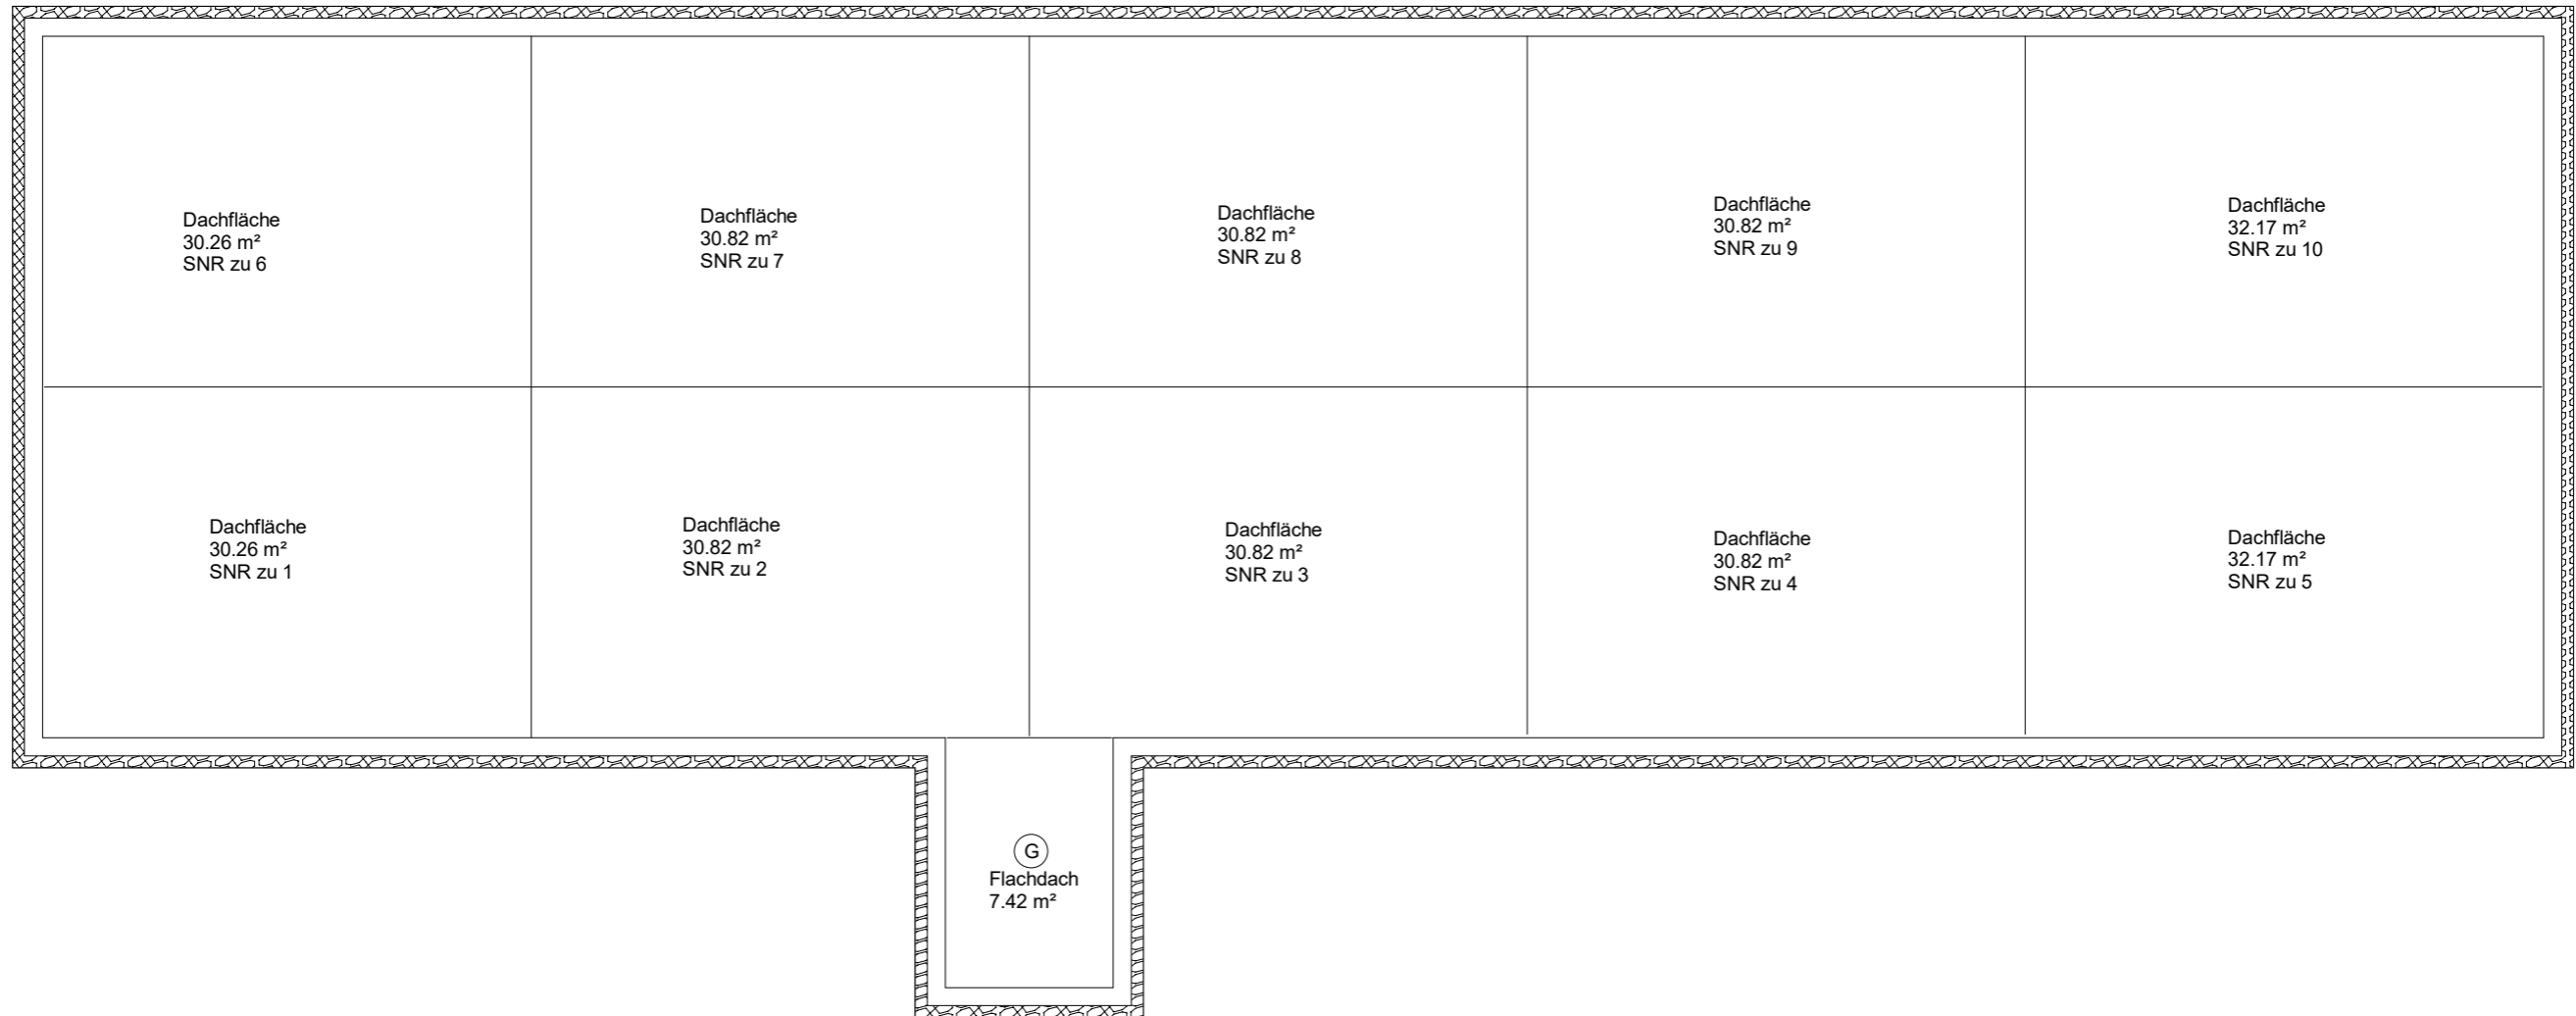 Dachfläche
30.26 m²
SNR zu 6
Dachfläche
30.82 m²
SNR zu 7
Dachfläche
30.82 m²
SNR zu 8
Dachfläche
30.82 m²
SNR zu 9
Dachfläche
32.17 m²
SNR zu 10
Dachfläche
30.26 m²
SNR zu 1
Dachfläche
30.82 m²
SNR zu 2
Dachfläche
30.82 m²
SNR zu 3
Dachfläche
30.82 m²
SNR zu 4
Dachfläche
32.17 m²
SNR zu 5
G
Flachdach
7.42 m²